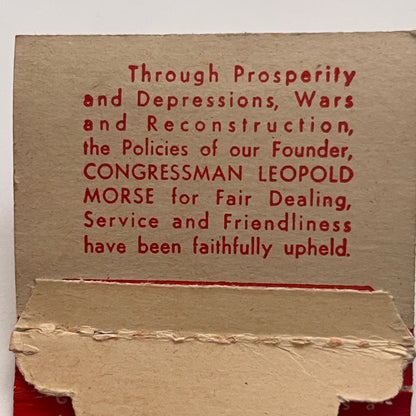 Through Prosperity
and Depressions, Wars
and Reconstruction,
the Policies of our Founder,
CONGRESSMAN LEOPOLD
MORSE for Fair Dealing,
Service and Friendliness
have been faithfully upheld.